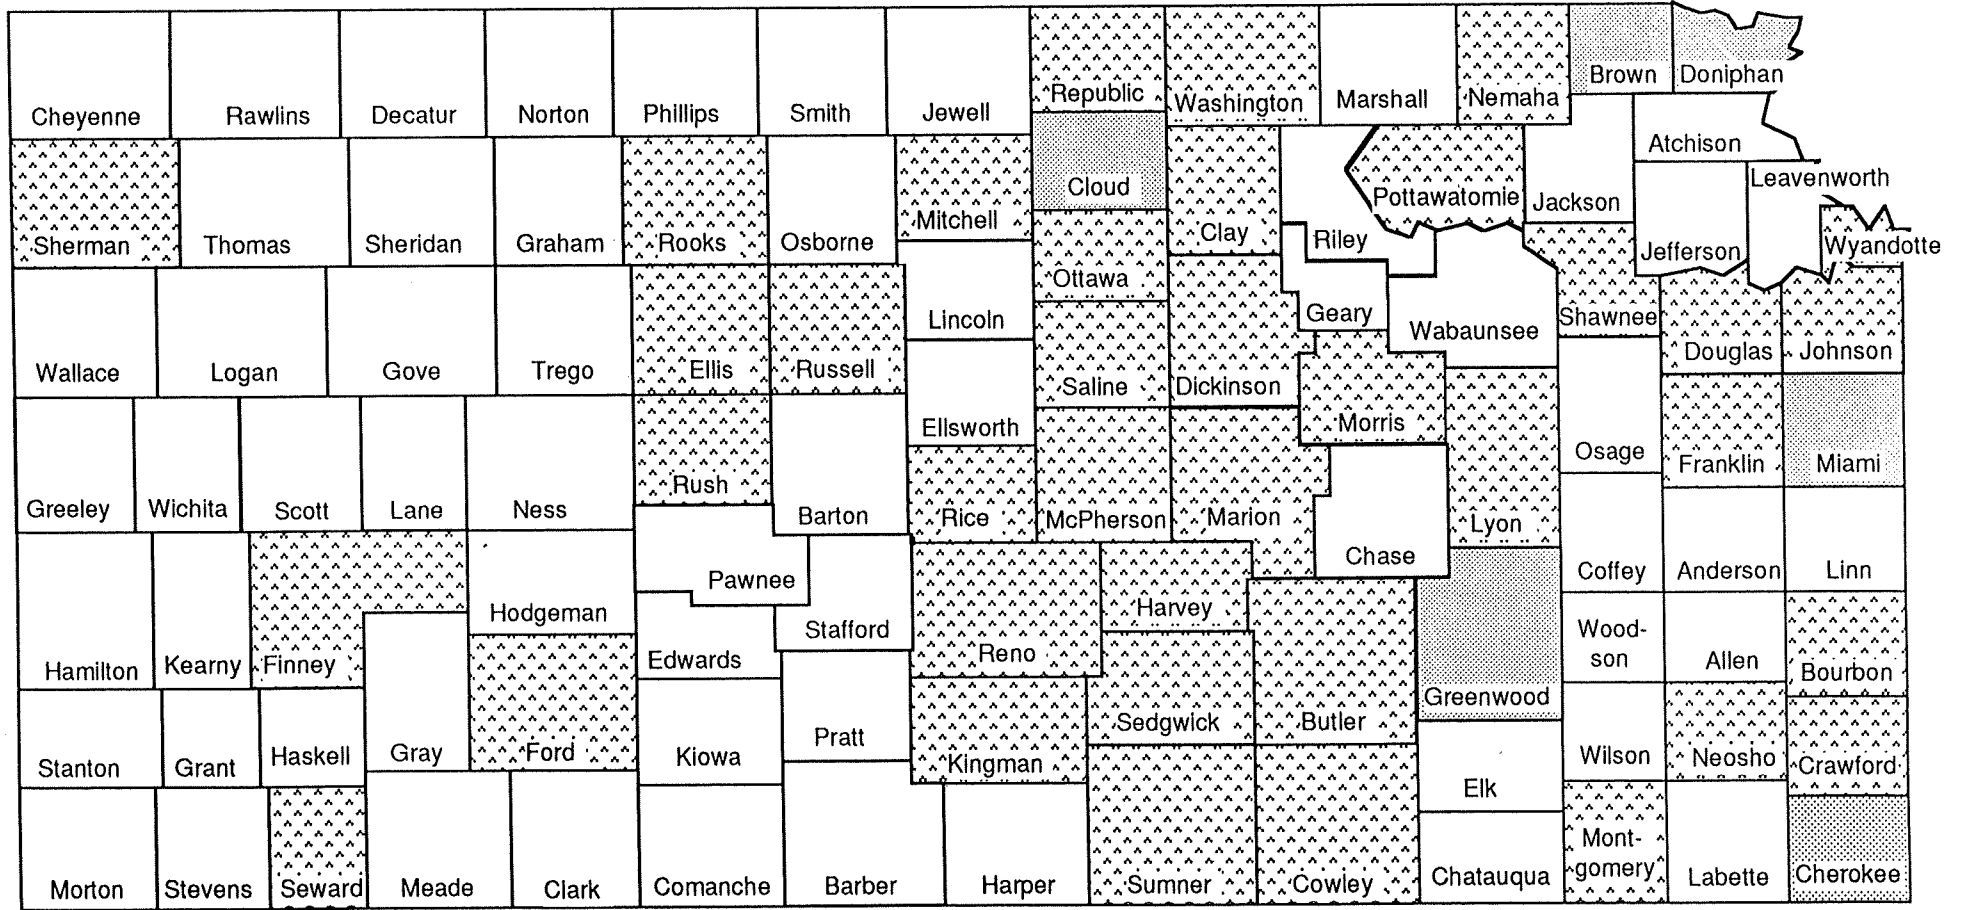 Cheyenne
Rawlins
Decatur
Norton
Phillips
Smith
Jewell
Republic
Washington
Marshall
Nemaha
Brown
Doniphan
Sherman
Thomas
Sheridan
Graham
Rooks
Osborne
Mitchell
Cloud
Clay
Riley
Pottawatomie
Jackson
Atchison
Leavenworth
Jefferson
Wyandotte
Wallace
Logan
Gove
Trego
Ellis
Russell
Lincoln
Ottawa
Saline
Dickinson
Geary
Wabaunsee
Shawnee
Douglas
Johnson
Greeley
Wichita
Scott
Lane
Ness
Rush
Barton
Ellsworth
Rice
McPherson
Marion
Morris
Chase
Lyon
Osage
Franklin
Miami
Hamilton
Kearny
Finney
Hodgeman
Pawnee
Edwards
Stafford
Reno
Harvey
Sedgwick
Butler
Greenwood
Coffey
Anderson
Linn
Wood-
son
Allen
Bourbon
Stanton
Grant
Haskell
Gray
Ford
Kiowa
Pratt
Kingman
Elk
Wilson
Neosho
Crawford
Morton
Stevens
Seward
Meade
Clark
Comanche
Barber
Harper
Sumner
Cowley
Chatauqua
Mont-
gomery
Labette
Cherokee